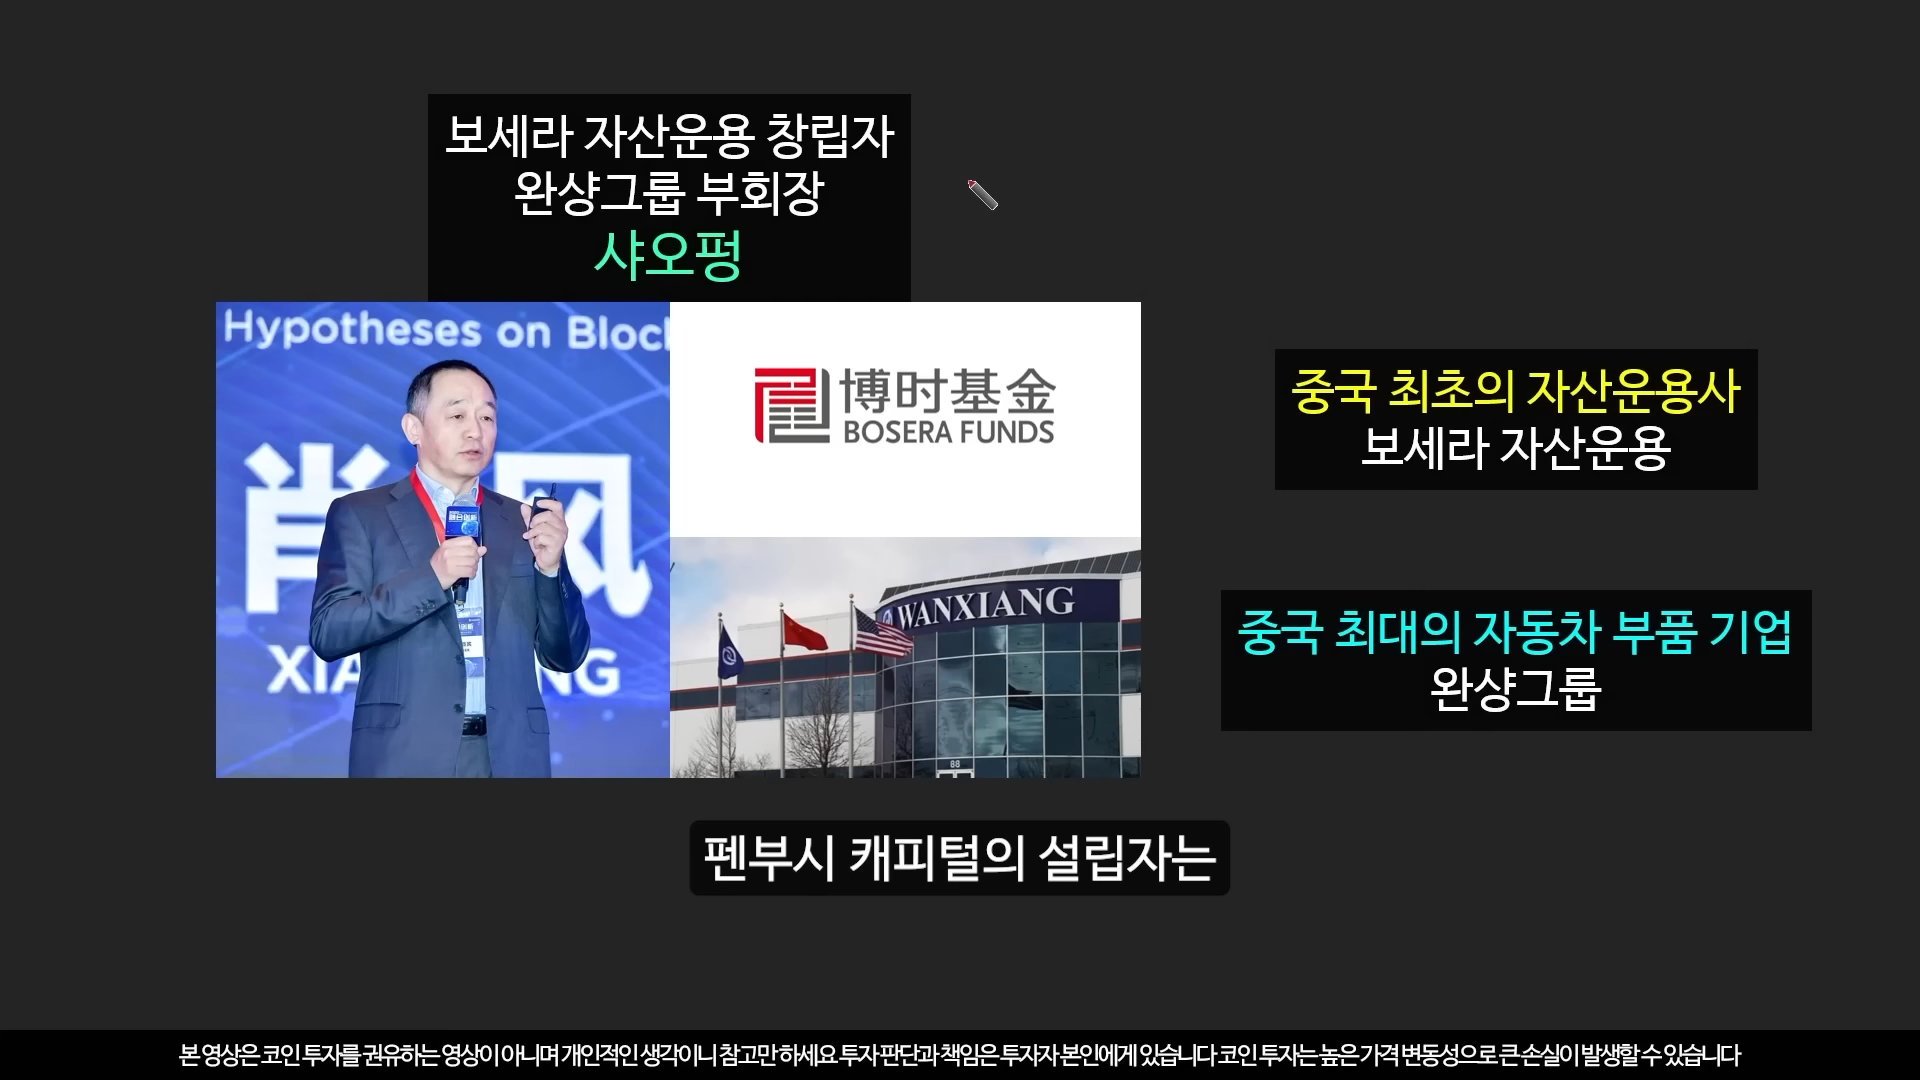 보세라 자산운용 창립자
완샹그룹 부회장
샤오펑
Hypotheses on Block
肖风
XIA
NG
博时基金
BOSERA FUNDS
WANXIANG
88
중국 최초의 자산운용사
보세라 자산운용
중국 최대의 자동차 부품 기업
완샹그룹
펜부시 캐피털의 설립자는
본 영상은 코인 투자를 권유하는 영상이 아니며 개인적인 생각이니 참고만 하세요 투자 판단과 책임은 투자자 본인에게 있습니다 코인 투자는 높은 가격 변동성으로 큰 손실이 발생할 수 있습니다